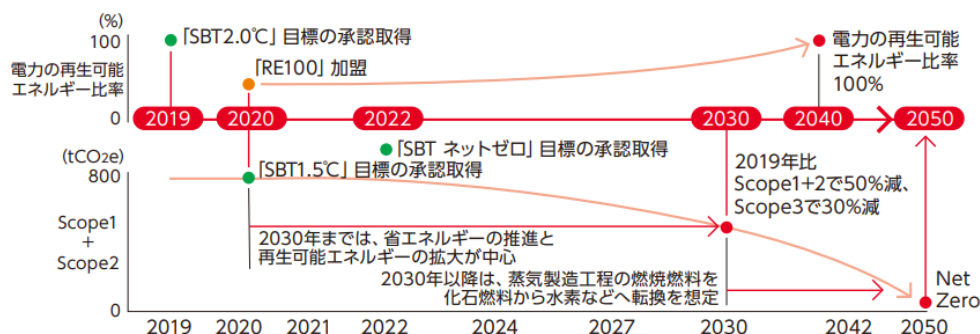 (%)
100
電力の再生可能
エネルギー比率
0
「SBT2.0℃」目標の承認取得
「RE100」加盟
電力の再生可能
エネルギー比率
100%
2019
2020
2022
2030
2040
2050
(tCO2e)
800
Scope1
+
Scope2
0
「SBT ネットゼロ」目標の承認取得
「SBT1.5℃」目標の承認取得
2019年比
Scope1+2で50%減、
Scope3で30%減
2030年までは、省エネルギーの推進と
再生可能エネルギーの拡大が中心
2030年以降は、蒸気製造工程の燃焼燃料を
化石燃料から水素などへ転換を想定
Net
Zero
2019
2020
2021
2022
2024
2027
2030
2042
2050